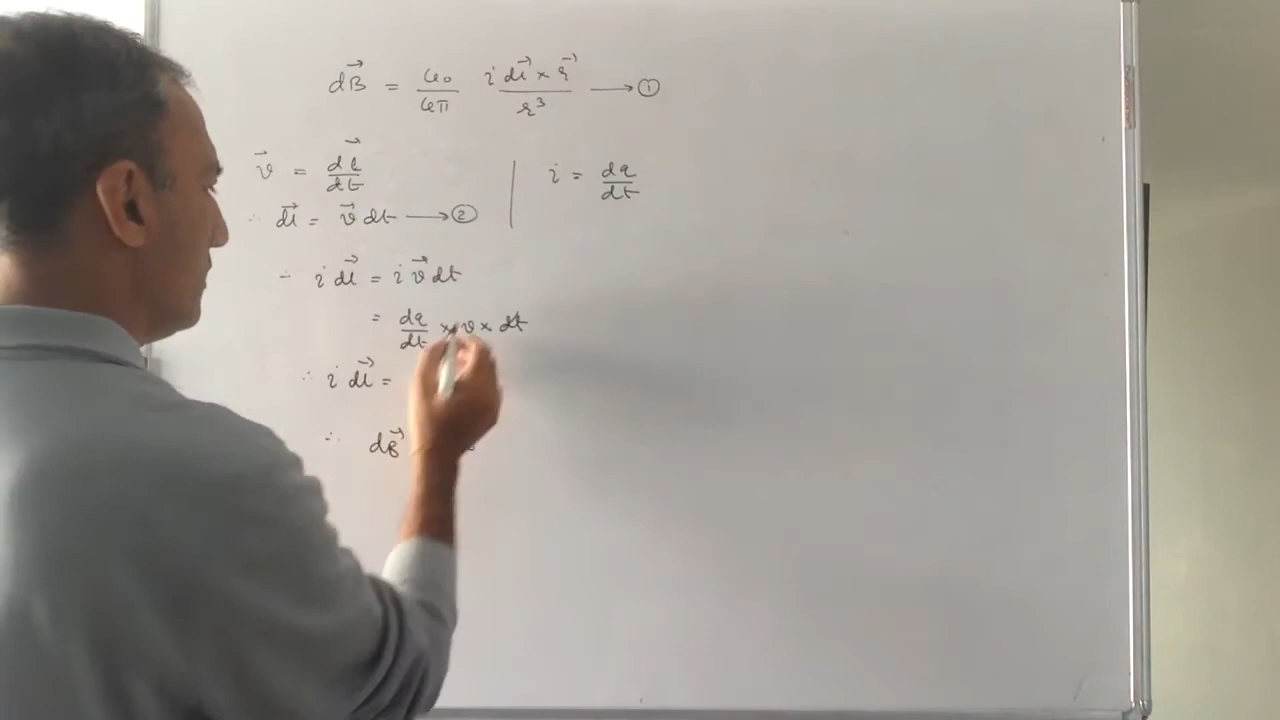 dB⃗ = μ₀/4π i dl⃗ × r⃗/r³ → ①
v⃗ = dl⃗/dt | i = dq/dt
∴ dl⃗ = v⃗ dt → ②
∴ i dl⃗ = i v⃗ dt
= dq/dt × v × dt
∴ i dl⃗ =
∴ dB⃗